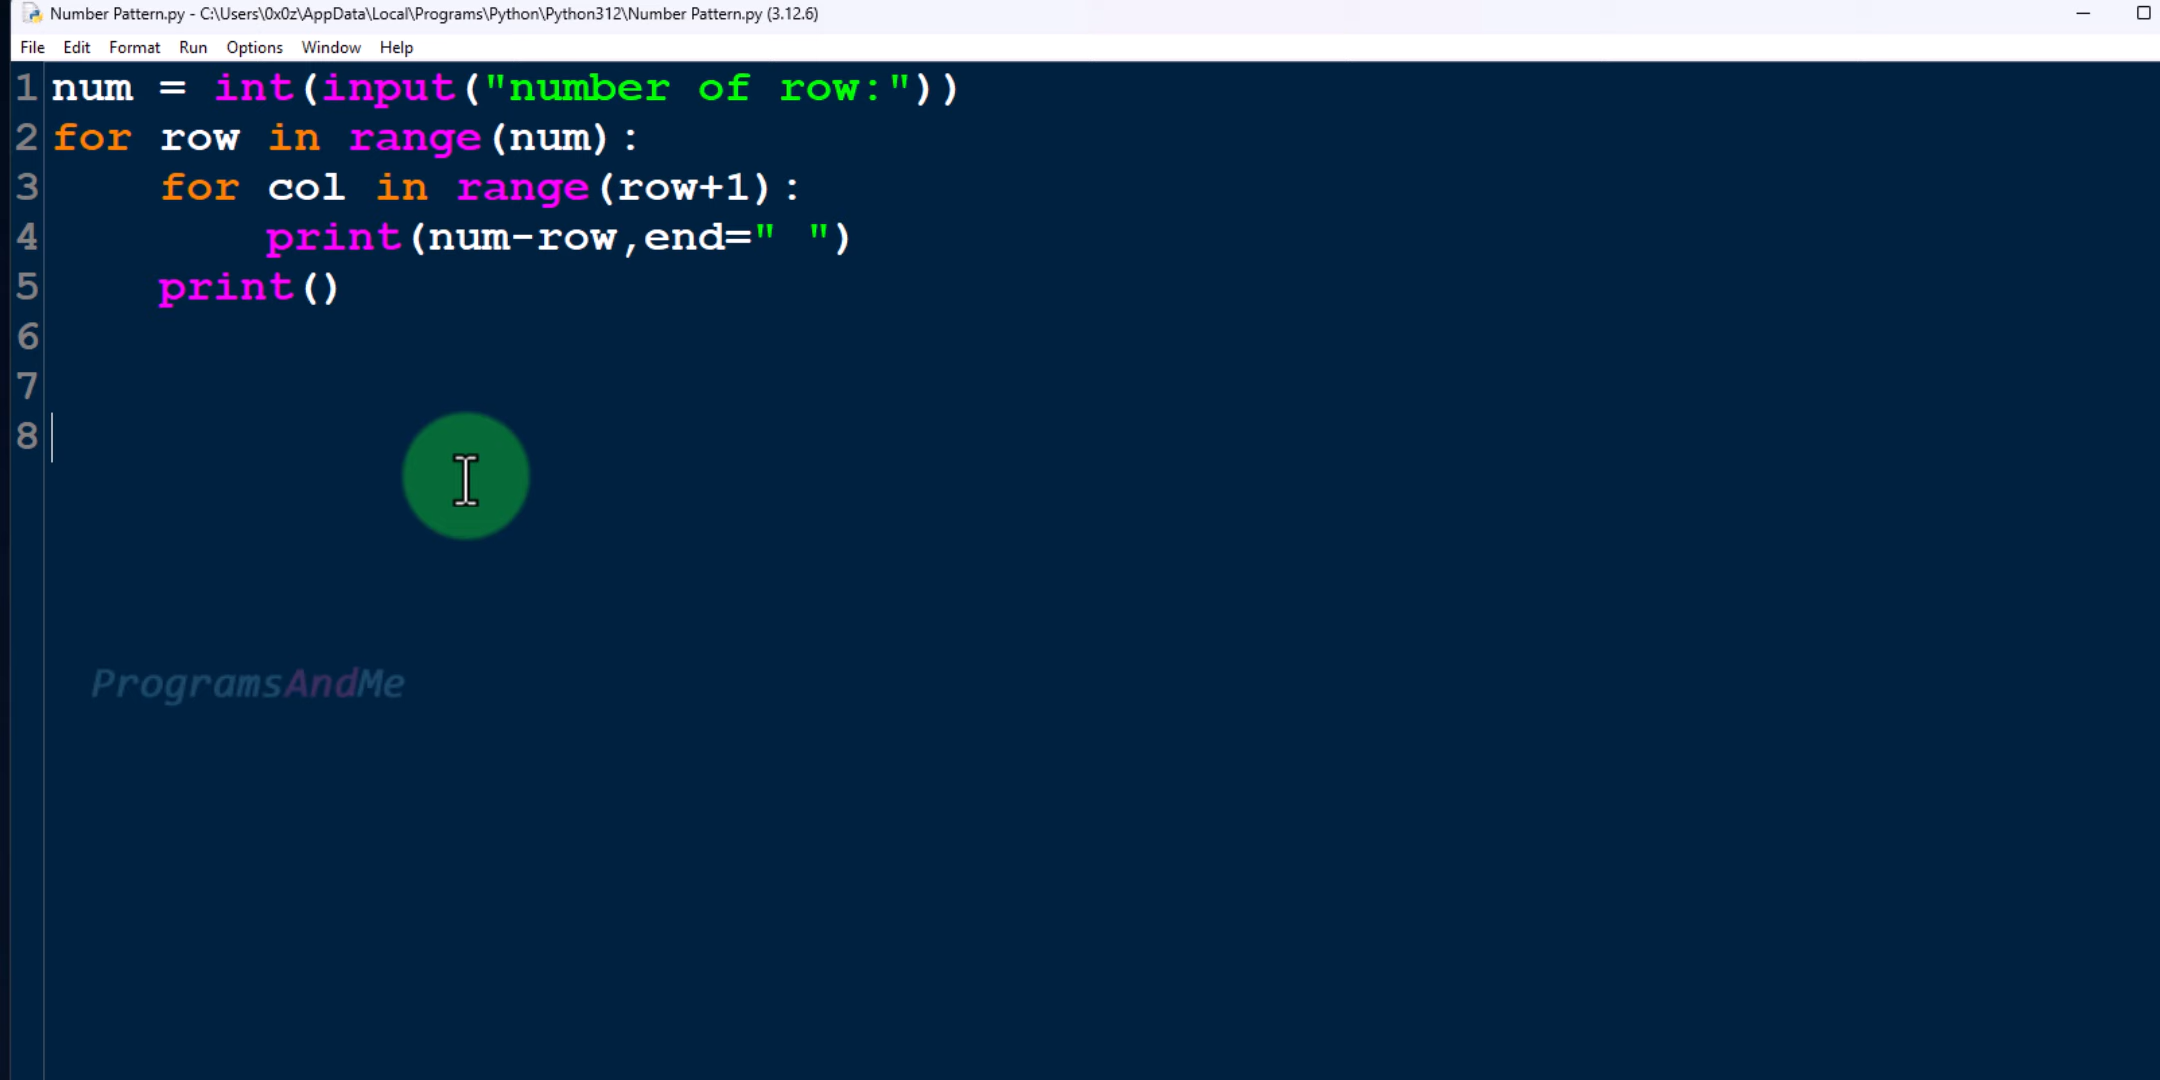 Number Pattern.py - C:\Users\0x0z\AppData\Local\Programs\Python\Python312\Number Pattern.py (3.12.6)
File Edit Format Run Options Window Help
1 num = int(input("number of row:"))
2 for row in range(num):
3     for col in range(row+1):
4         print(num-row,end=" ")
5     print()
6
7
8
ProgramsAndMe